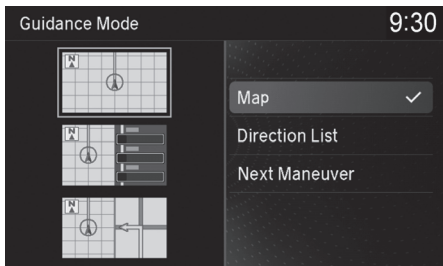 Guidance Mode
9:30
N
Map
N
Direction List
Next Maneuver
N